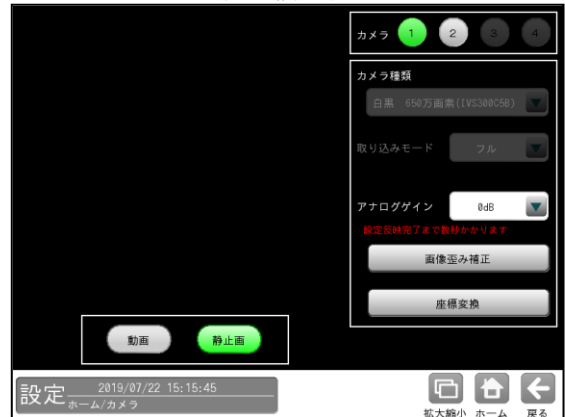 カメラ 1 2 3 4
カメラ種類
白黒 650万画素(IVS300C5B)
取り込みモード フル
アナログゲイン 0dB
設定反映完了まで数秒かかります
画像歪み補正
座標変換
動画 静止画
設定 2019/07/22 15:15:45
ホーム/カメラ
拡大縮小 ホーム 戻る